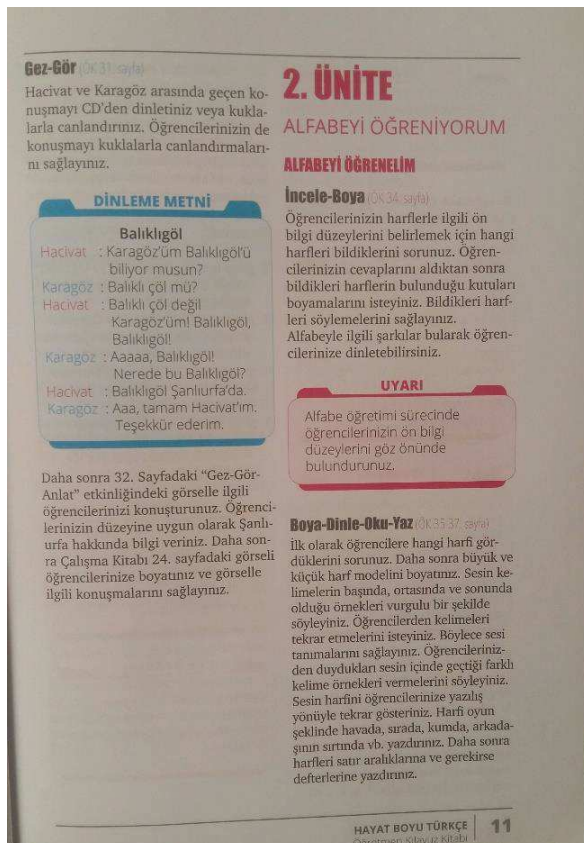 Gez-Gör (ÖK 31. sayfa)
Hacivat ve Karagöz arasında geçen ko-
nuşmayı CD'den dinletiniz veya kukla-
larla canlandırınız. Öğrencilerinizin de
konuşmayı kuklalarla canlandırmaları-
nı sağlayınız.
DİNLEME METNİ
Balıklıgöl
Hacivat : Karagöz'üm Balıklıgöl'ü
biliyor musun?
Karagöz : Balıklı çöl mü?
Hacivat : Balıklı çöl değil
Karagöz'üm! Balıklıgöl,
Balıklıgöl!
Karagöz : Aaaaa, Balıklıgöl!
Nerede bu Balıklıgöl?
Hacivat : Balıklıgöl Şanlıurfa'da.
Karagöz : Aaa, tamam Hacivat'ım.
Teşekkür ederim.
Daha sonra 32. Sayfadaki “Gez-Gör-
Anlat” etkinliğindeki görselle ilgili
öğrencilerinizi konuşturunuz. Öğrenci-
lerinizin düzeyine uygun olarak Şanlı-
urfa hakkında bilgi veriniz. Daha son-
ra Çalışma Kitabı 24. sayfadaki görseli
öğrencilerinize boyatınız ve görselle
ilgili konuşmalarını sağlayınız.
2. ÜNİTE
ALFABEYİ ÖĞRENİYORUM
ALFABEYİ ÖĞRENELİM
İncele-Boya (ÖK 34. sayfa)
Öğrencilerinizin harflerle ilgili ön
bilgi düzeylerini belirlemek için hangi
harfleri bildiklerini sorunuz. Öğren-
cilerinizin cevaplarını aldıktan sonra
bildikleri harflerin bulunduğu kutuları
boyamalarını isteyiniz. Bildikleri harf-
leri söylemelerini sağlayınız.
Alfabeyle ilgili şarkılar bularak öğren-
cilerinize dinletebilirsiniz.
UYARI
Alfabe öğretimi sürecinde
öğrencilerinizin ön bilgi
düzeylerini göz önünde
bulundurunuz.
Boya-Dinle-Oku-Yaz (ÖK 35-37. sayfa)
İlk olarak öğrencilere hangi harfi gör-
düklerini sorunuz. Daha sonra büyük ve
küçük harf modelini boyatınız. Sesin ke-
limelerin başında, ortasında ve sonunda
olduğu örnekleri vurgulu bir şekilde
söyleyiniz. Öğrencilerden kelimeleri
tekrar etmelerini isteyiniz. Böylece sesi
tanımalarını sağlayınız. Öğrencileriniz-
den duydukları sesin içinde geçtiği farklı
kelime örnekleri vermelerini söyleyiniz.
Sesin harfini öğrencilerinize yazılış
yönüyle tekrar gösteriniz. Harfi oyun
şeklinde havada, sırada, kumda, arkada-
şının sırtında vb. yazdırınız. Daha sonra
harfleri satır aralıklarına ve gerekirse
defterlerine yazdırınız.
HAYAT BOYU TÜRKÇE 11
Öğretmen Kılavuz Kitabı